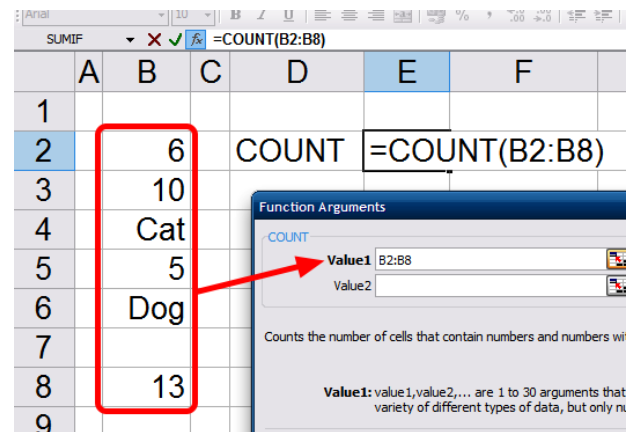 Arial 10 B I U % ,
SUMIF =COUNT(B2:B8)
A B C D E F
1
2 6 COUNT =COUNT(B2:B8)
3 10
Function Arguments
4 Cat
COUNT
Value1 B2:B8
5 5
Value2
6 Dog
7
Counts the number of cells that contain numbers and numbers wi
8 13
Value1: value1,value2,... are 1 to 30 arguments that
variety of different types of data, but only nu
9